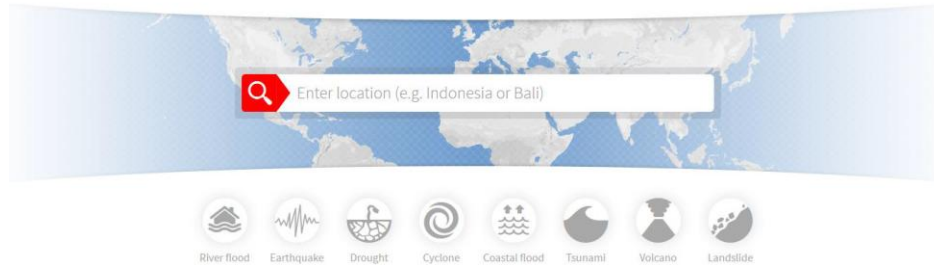 Enter location (e.g. Indonesia or Bali)
River flood Earthquake Drought Cyclone Coastal flood Tsunami Volcano Landslide